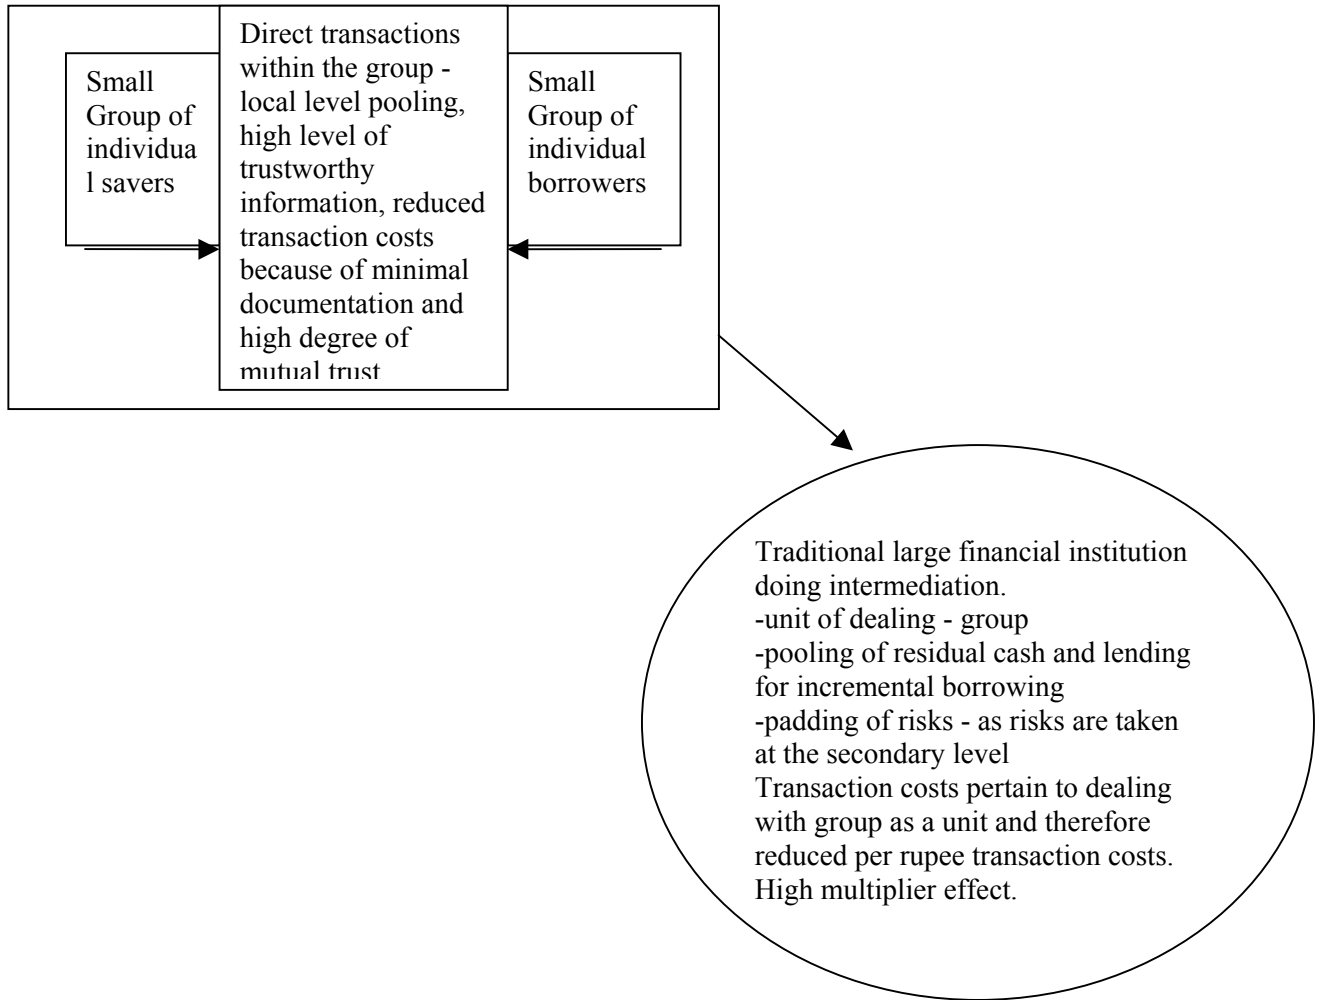 Small
Group of
individua
l savers
Direct transactions
within the group -
local level pooling,
high level of
trustworthy
information, reduced
transaction costs
because of minimal
documentation and
high degree of
mutual trust
Small
Group of
individual
borrowers
Traditional large financial institution
doing intermediation.
-unit of dealing - group
-pooling of residual cash and lending
for incremental borrowing
-padding of risks - as risks are taken
at the secondary level
Transaction costs pertain to dealing
with group as a unit and therefore
reduced per rupee transaction costs.
High multiplier effect.